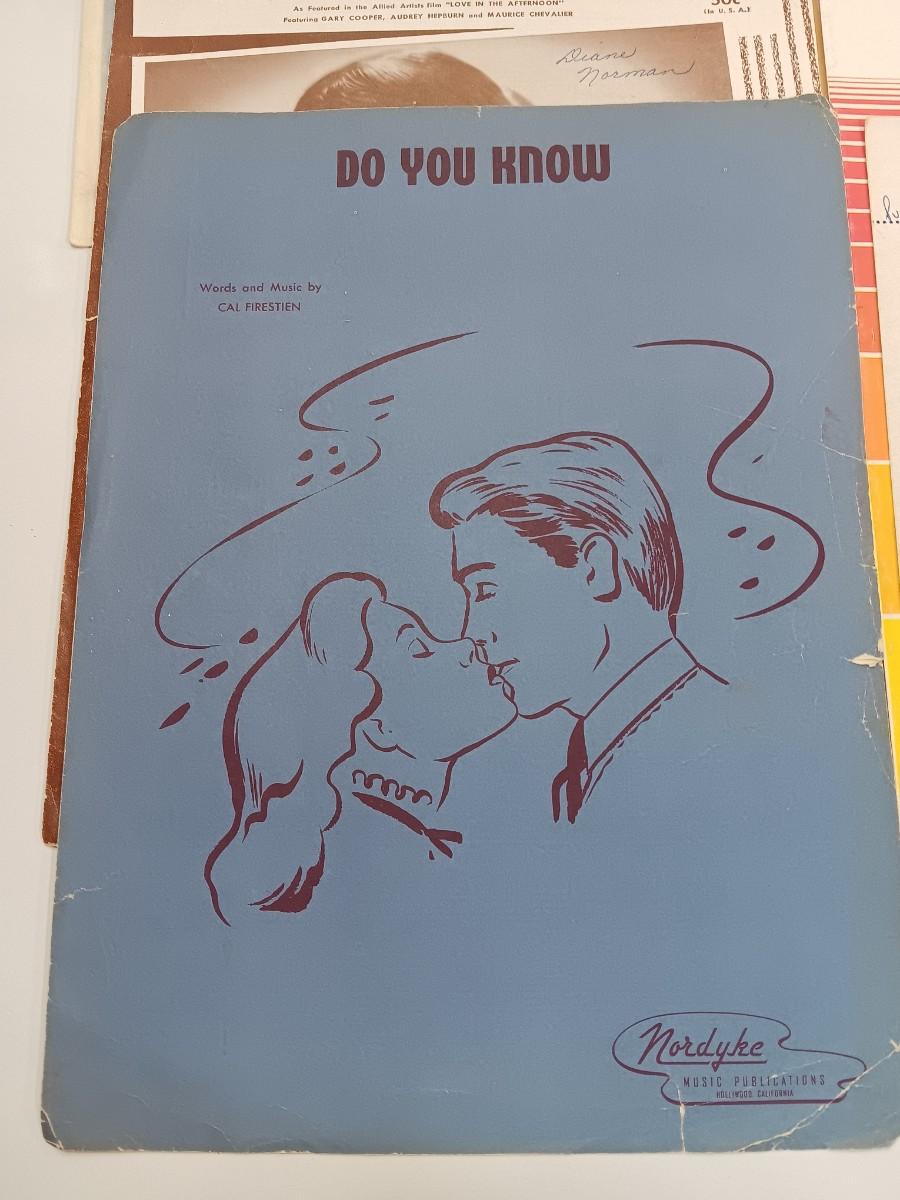 As Featured in the Allied Artists film "LOVE IN THE AFTERNOON"
Featuring GARY COOPER, AUDREY HEPBURN and MAURICE CHEVALIER
50¢
(In U. S. A.)
Diane
Norman
DO YOU KNOW
Words and Music by
CAL FIRESTIEN
Nordyke
MUSIC PUBLICATIONS
HOLLYWOOD, CALIFORNIA